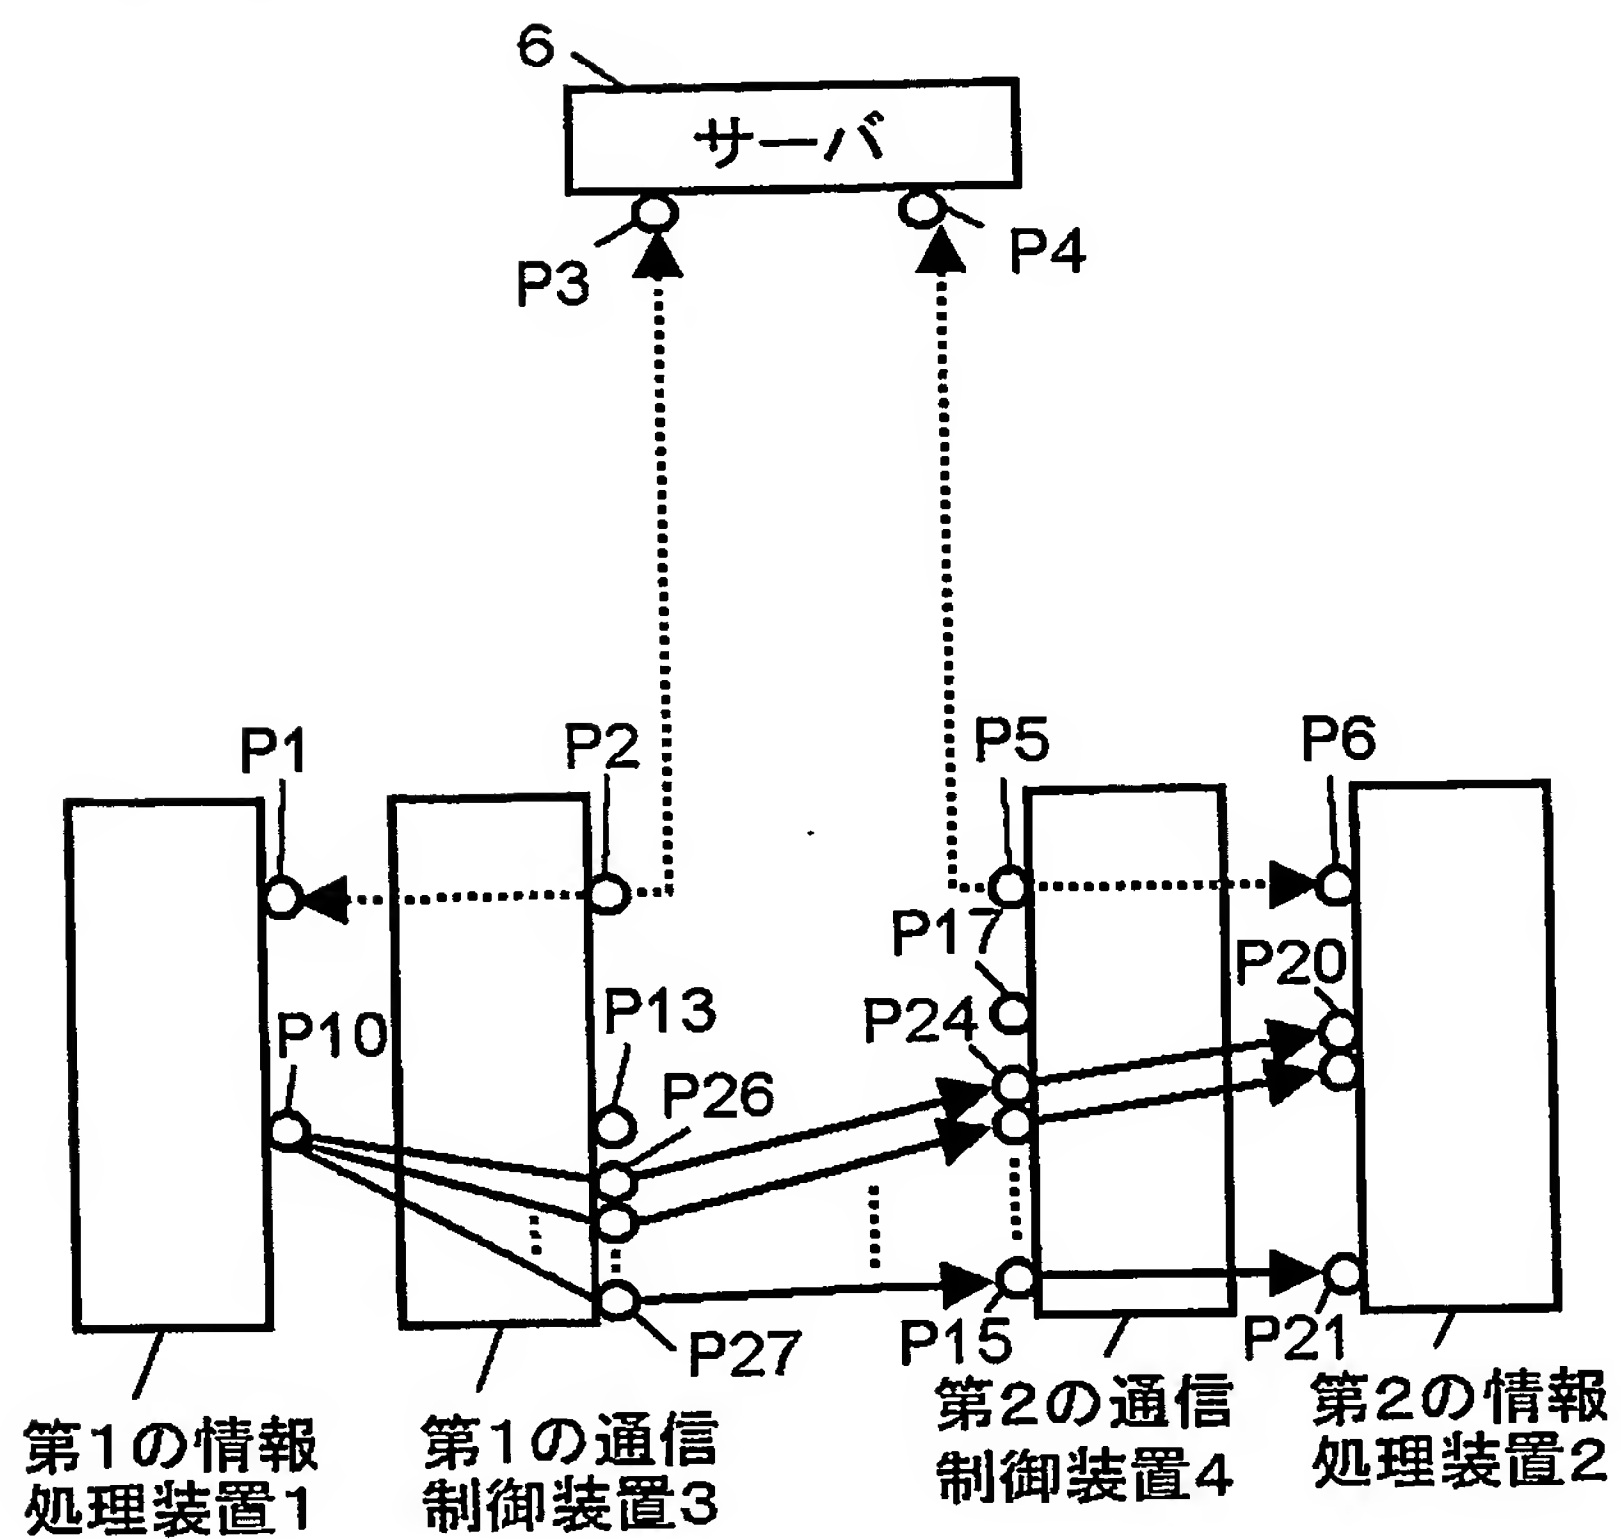 6
サーバ
P3
P4
P1
P2
P5
P6
P17
P20
P13
P24
P10
P26
P27
P15
P21
第1の情報
処理装置1
第1の通信
制御装置3
第2の通信
制御装置4
第2の情報
処理装置2